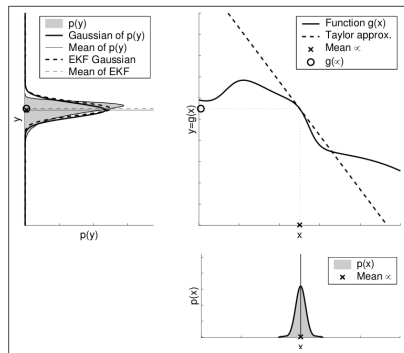 p(y)
Gaussian of p(y)
Mean of p(y)
EKF Gaussian
Mean of EKF
y
p(y)
Function g(x)
Taylor approx.
Mean ∝
g(∝)
y=g(x)
x
p(x)
Mean ∝
p(x)
x